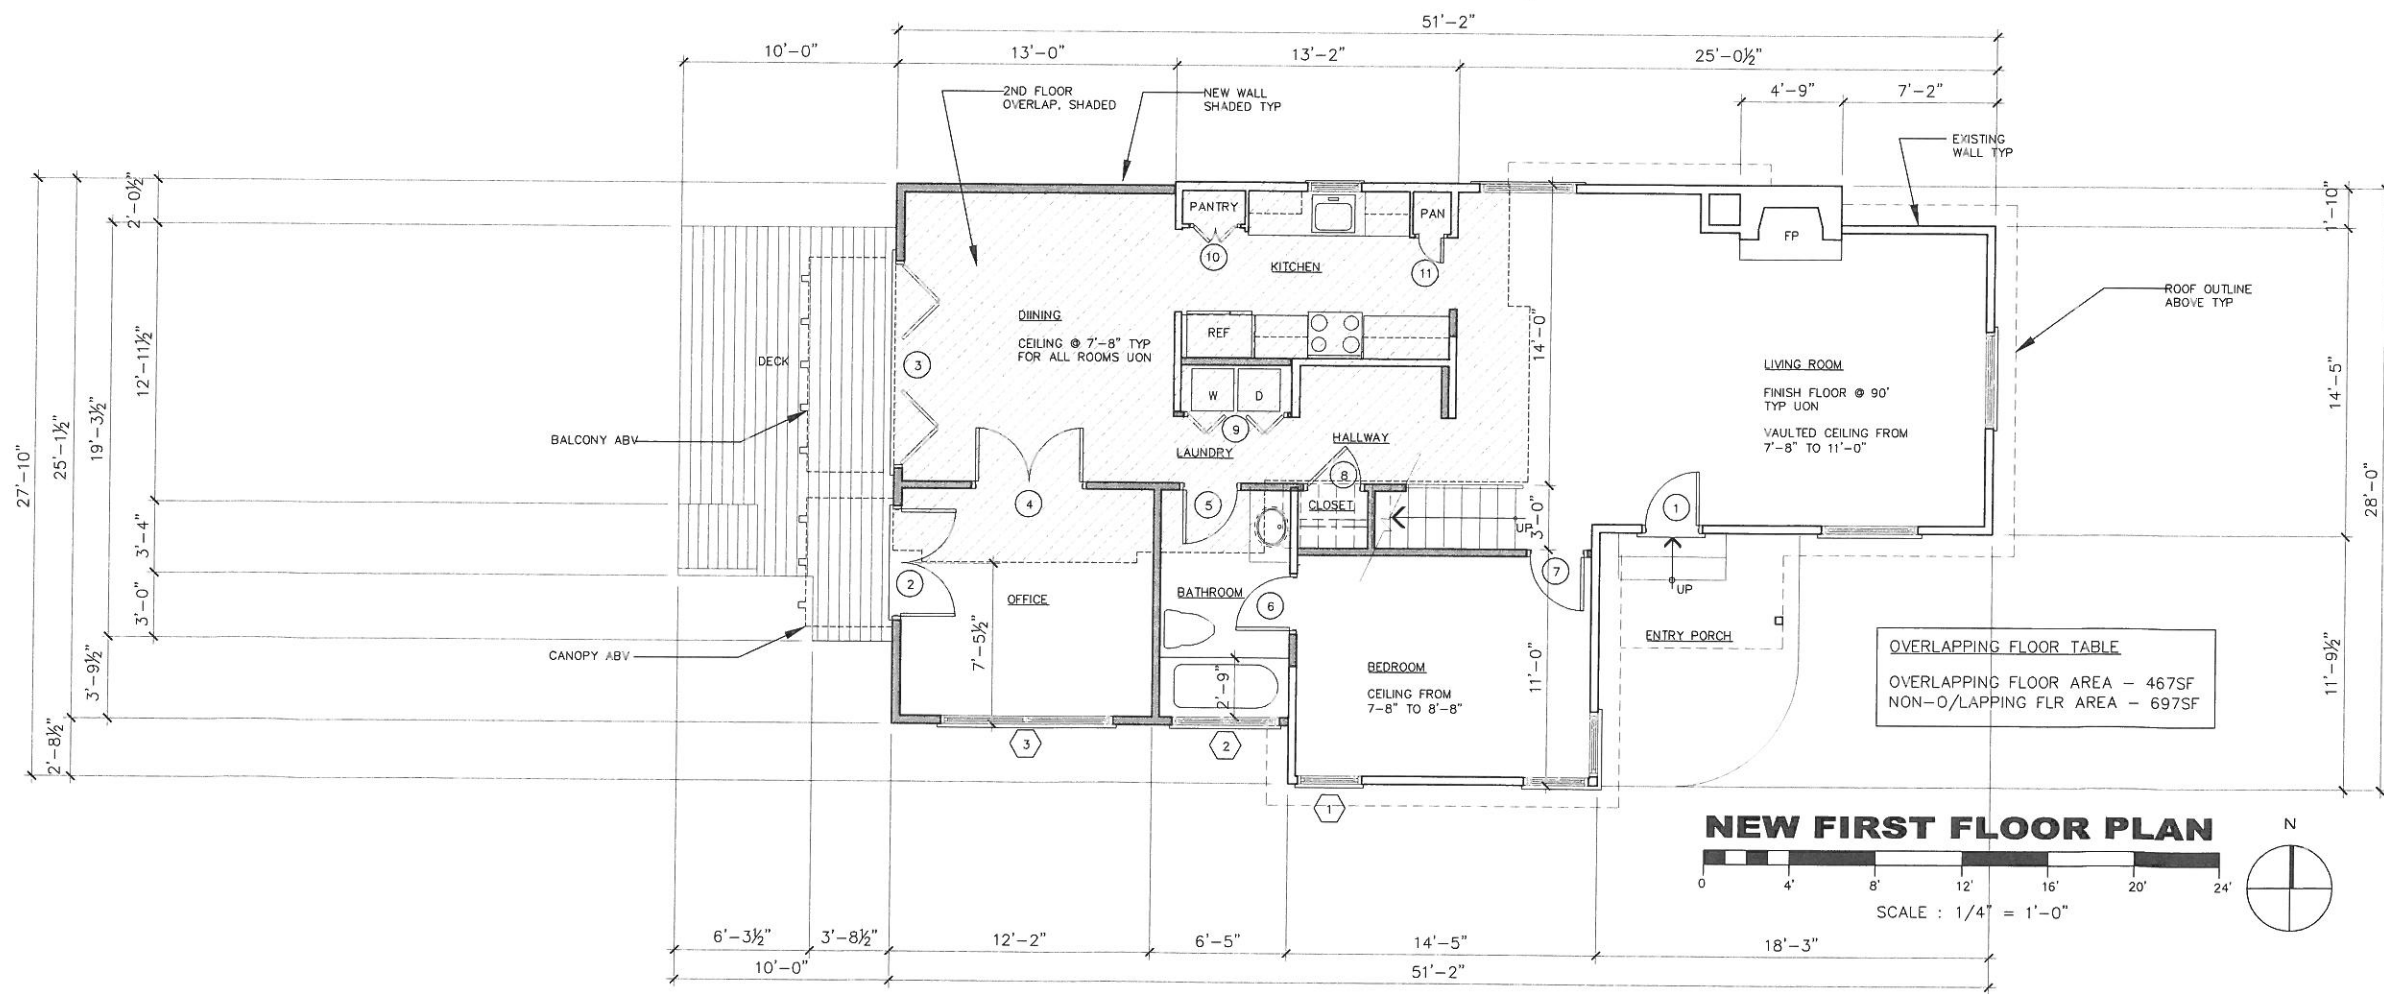 51'-2"
10'-0"
13'-0"
13'-2"
25'-0½"
4'-9"
7'-2"
2ND FLOOR
OVERLAP, SHADED
NEW WALL
SHADED TYP
EXISTING
WALL TYP
27'-10"
25'-1½"
19'-3½"
2'-0½"
12'-11½"
3'-4"
3'-0"
3'-9½"
2'-8½"
1'-10"
14'-5"
28'-0"
11'-9½"
PANTRY
PAN
FP
10
11
KITCHEN
DIINING
CEILING @ 7'-8" TYP
FOR ALL ROOMS UON
REF
14'-0"
ROOF OUTLINE
ABOVE TYP
DECK
3
LIVING ROOM
FINISH FLOOR @ 90'
TYP UON
VAULTED CEILING FROM
7'-8" TO 11'-0"
W
D
9
BALCONY ABV
HALLWAY
LAUNDRY
8
4
5
CLOSET
1
UP
3'-0"
7
2
OFFICE
BATHROOM
6
UP
7'-5½"
CANOPY ABV
ENTRY PORCH
BEDROOM
CEILING FROM
7-8" TO 8'-8"
2'-9"
11'-0"
OVERLAPPING FLOOR TABLE
OVERLAPPING FLOOR AREA – 467SF
NON-O/LAPPING FLR AREA – 697SF
3
2
1
NEW FIRST FLOOR PLAN
N
0 4' 8' 12' 16' 20' 24'
SCALE : 1/4" = 1'-0"
6'-3½"
3'-8½"
12'-2"
6'-5"
14'-5"
18'-3"
10'-0"
51'-2"